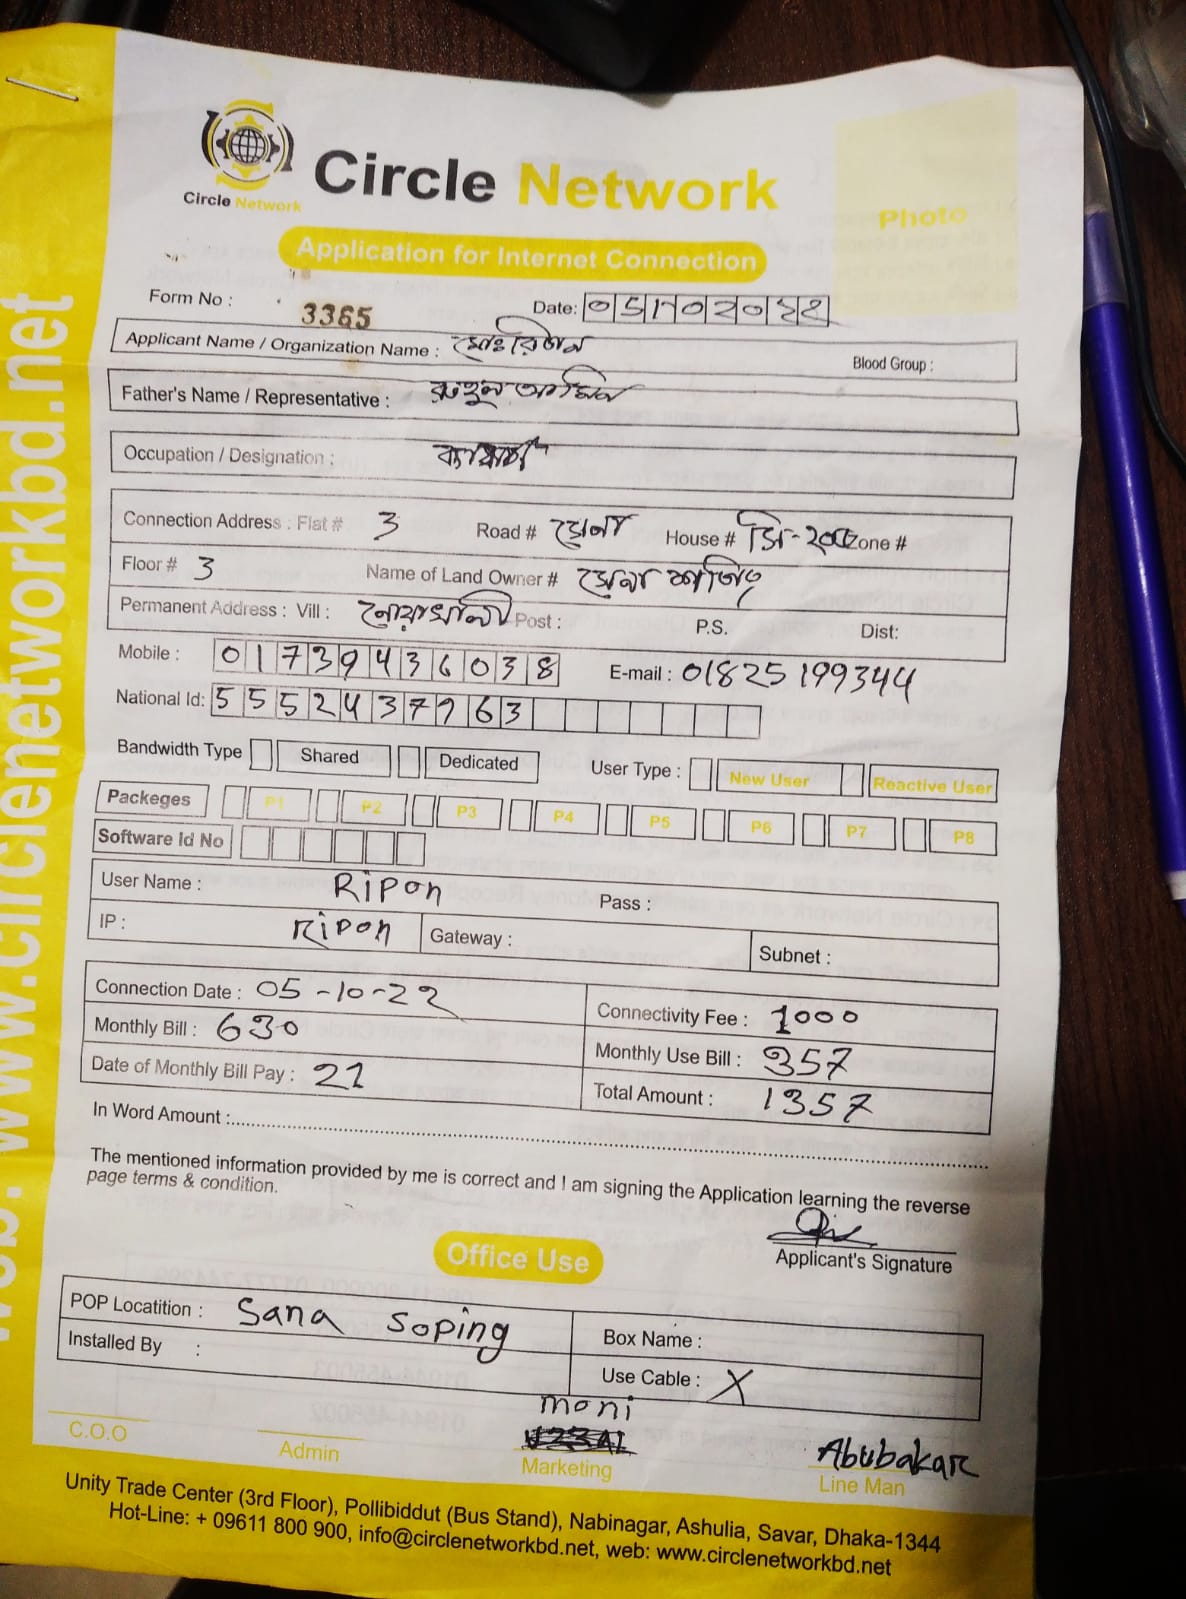 Circle Network
Circle Network
Photo
Application for Internet Connection
Form No : 3365
Date: 05102022
Applicant Name / Organization Name : মোঃ রিপন
Blood Group :
Father's Name / Representative : রুহুল আমিন
Occupation / Designation :
Connection Address : Flat # 3 Road # House # ডি-২০৫ Zone #
Floor # 3 Name of Land Owner #
Permanent Address : Vill : নোয়াখালী Post : P.S. Dist:
Mobile : 01739436038 E-mail : 01825199344
National Id: 5552437963
Bandwidth Type Shared Dedicated User Type : New User Reactive User
Packeges P1 P2 P3 P4 P5 P6 P7 P8
Software Id No
User Name : Ripon Pass :
IP : Ripon Gateway : Subnet :
Connection Date : 05-10-22 Connectivity Fee : 1000
Monthly Bill : 630 Monthly Use Bill : 357
Date of Monthly Bill Pay : 21 Total Amount : 1357
In Word Amount :
The mentioned information provided by me is correct and I am signing the Application learning the reverse
page terms & condition.
Applicant's Signature
Office Use
POP Locatition : Sana Soping Box Name :
Installed By : Use Cable : X
moni
Abubakar
C.O.O Admin Marketing Line Man
Unity Trade Center (3rd Floor), Pollibiddut (Bus Stand), Nabinagar, Ashulia, Savar, Dhaka-1344
Hot-Line: + 09611 800 900, info@circlenetworkbd.net, web: www.circlenetworkbd.net
www.circlenetworkbd.net